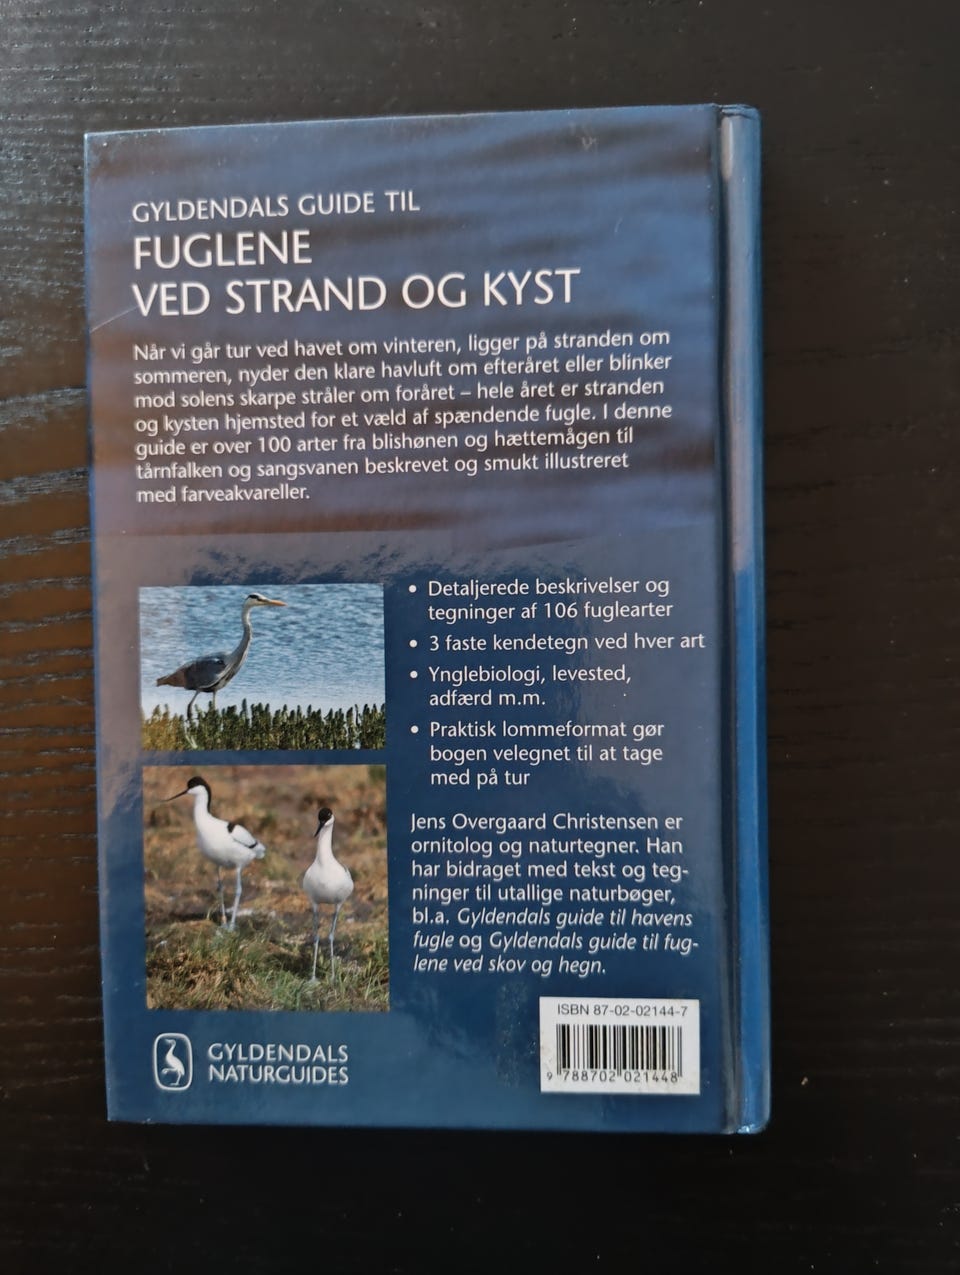 GYLDENDALS GUIDE TIL
FUGLENE
VED STRAND OG KYST
Når vi går tur ved havet om vinteren, ligger på stranden om
sommeren, nyder den klare havluft om efteråret eller blinker
mod solens skarpe stråler om foråret – hele året er stranden
og kysten hjemsted for et væld af spændende fugle. I denne
guide er over 100 arter fra blishønen og hættemågen til
tårnfalken og sangsvanen beskrevet og smukt illustreret
med farveakvareller.
• Detaljerede beskrivelser og
tegninger af 106 fuglearter
• 3 faste kendetegn ved hver art
• Ynglebiologi, levested,
adfærd m.m.
• Praktisk lommeformat gør
bogen velegnet til at tage
med på tur
Jens Overgaard Christensen er
ornitolog og naturtegner. Han
har bidraget med tekst og teg-
ninger til utallige naturbøger,
bl.a. Gyldendals guide til havens
fugle og Gyldendals guide til fug-
lene ved skov og hegn.
ISBN 87-02-02144-7
9 788702 021448
GYLDENDALS
NATURGUIDES